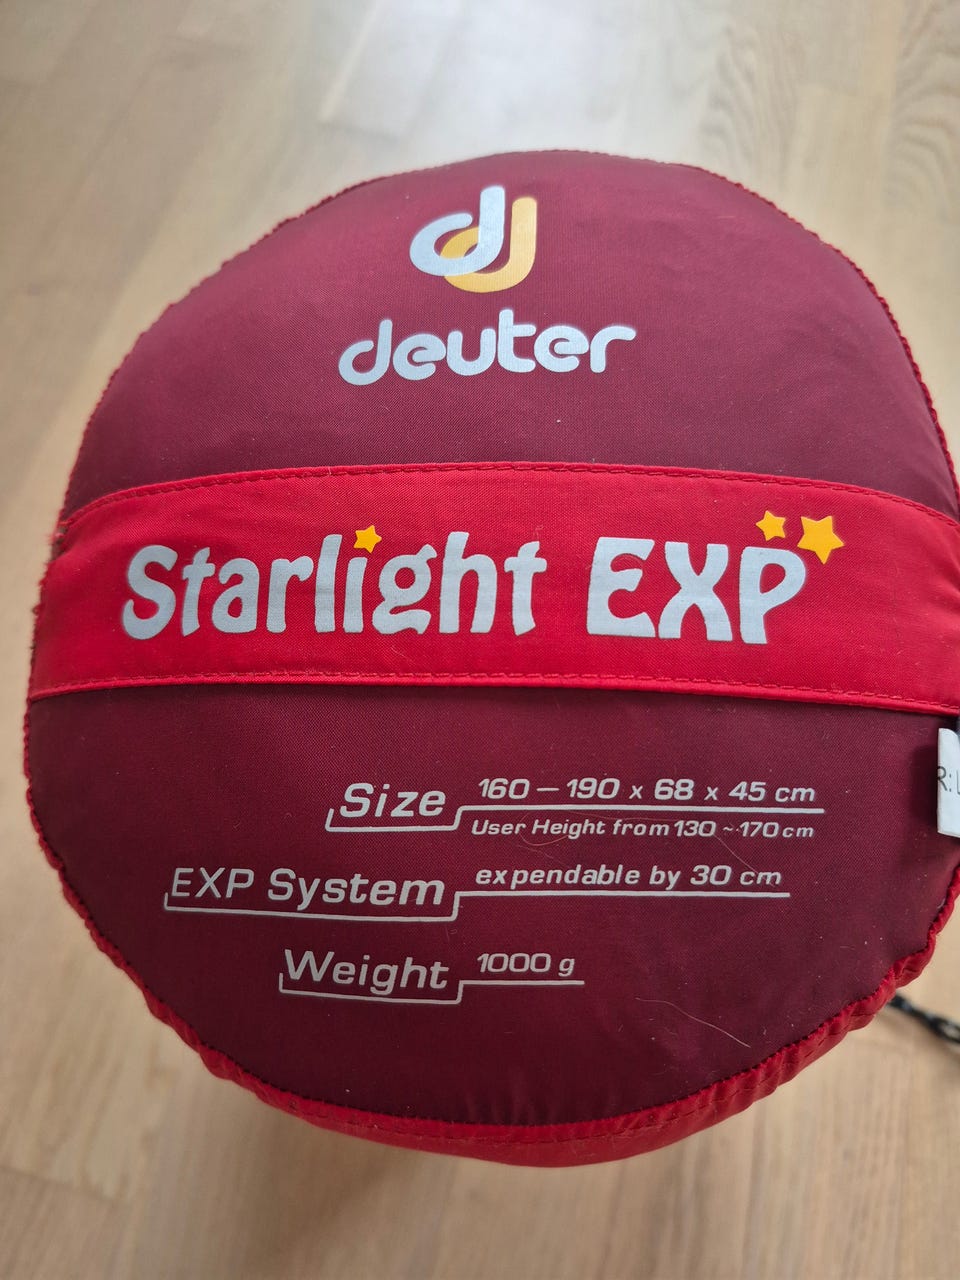 deuter
Starlight EXP
Size 160 – 190 x 68 x 45 cm
User Height from 130 ~ 170 cm
EXP System expendable by 30 cm
Weight 1000 g